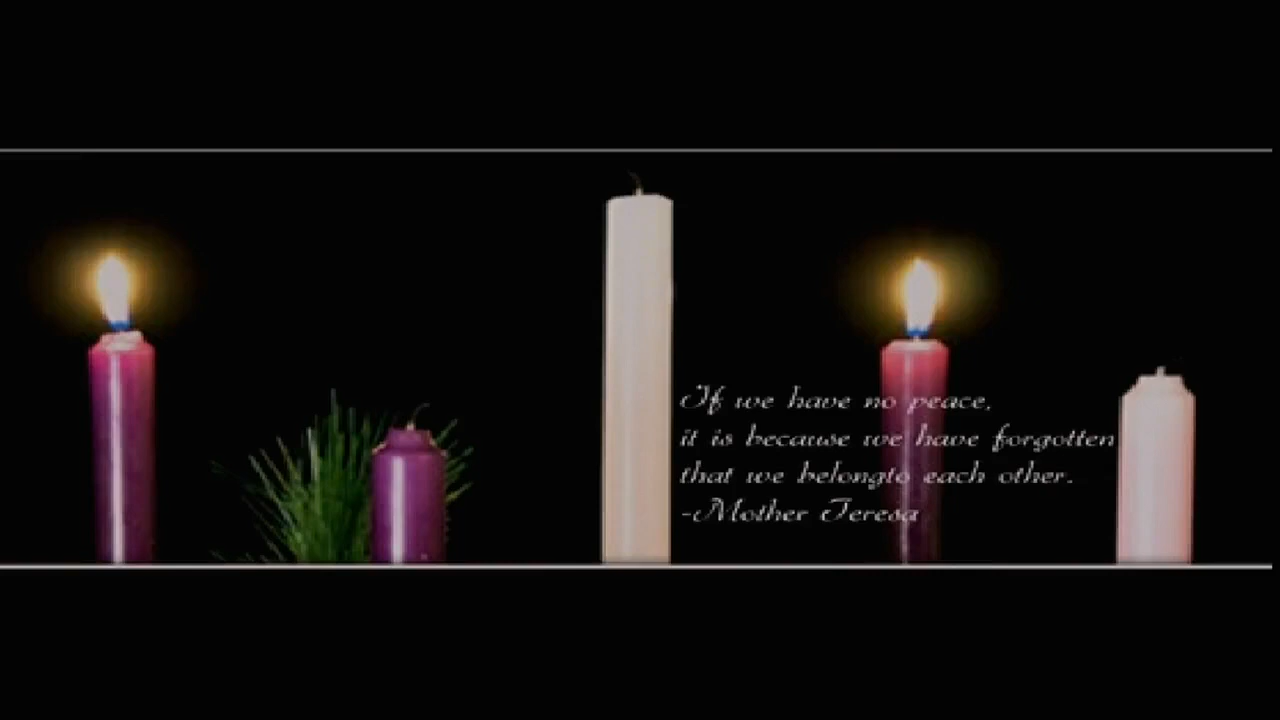 If we have no peace,
it is because we have forgotten
that we belongto each other.
-Mother Teresa